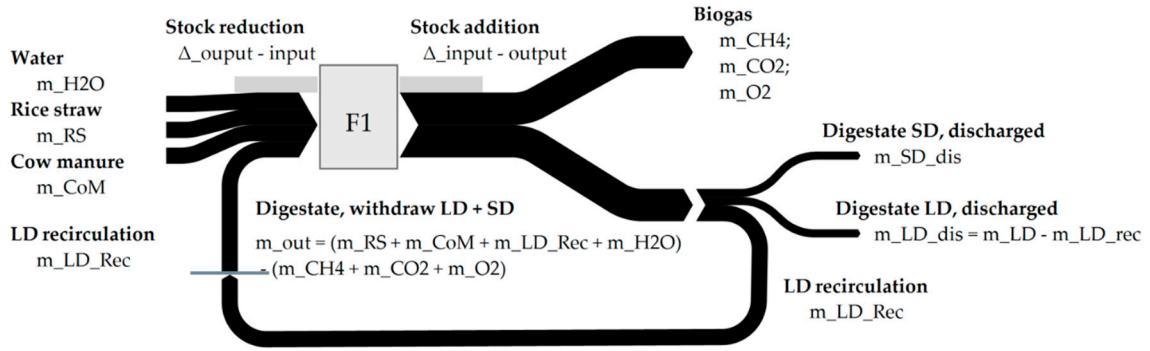 Stock reduction
Δ_ouput - input
Stock addition
Δ_input - output
Biogas
m_CH4;
m_CO2;
m_O2
Water
m_H2O
Rice straw
m_RS
Cow manure
m_CoM
LD recirculation
m_LD_Rec
F1
Digestate, withdraw LD + SD
m_out = (m_RS + m_CoM + m_LD_Rec + m_H2O)
- (m_CH4 + m_CO2 + m_O2)
Digestate SD, discharged
m_SD_dis
Digestate LD, discharged
m_LD_dis = m_LD - m_LD_rec
LD recirculation
m_LD_Rec